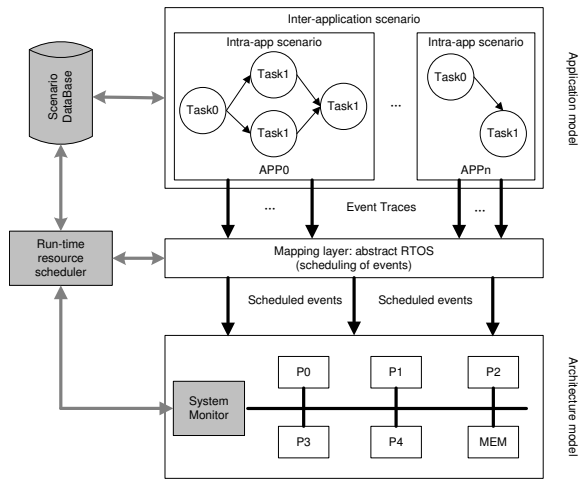 Inter-application scenario
Intra-app scenario
Intra-app scenario
Scenario
DataBase
Task0
Task1
Task1
Task1
...
Task0
Task1
APP0
APPn
Application model
...
Event Traces
...
Run-time
resource
scheduler
Mapping layer: abstract RTOS
(scheduling of events)
Scheduled events
Scheduled events
P0
P1
P2
System
Monitor
P3
P4
MEM
Architecture model